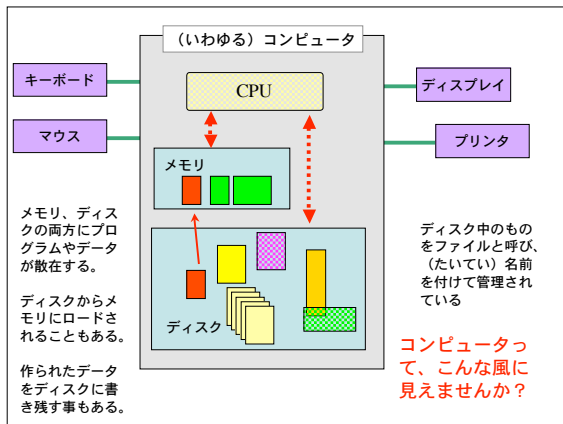 （いわゆる）コンピュータ
キーボード
CPU
ディスプレイ
マウス
プリンタ
メモリ
メモリ、ディス
クの両方にプロ
グラムやデータ
が散在する。
ディスクからメ
モリにロードさ
れることもある。
作られたデータ
をディスクに書
き残す事もある。
ディスク
ディスク中のもの
をファイルと呼び、
（たいてい）名前
を付けて管理され
ている
コンピュータっ
て、こんな風に
見えませんか？